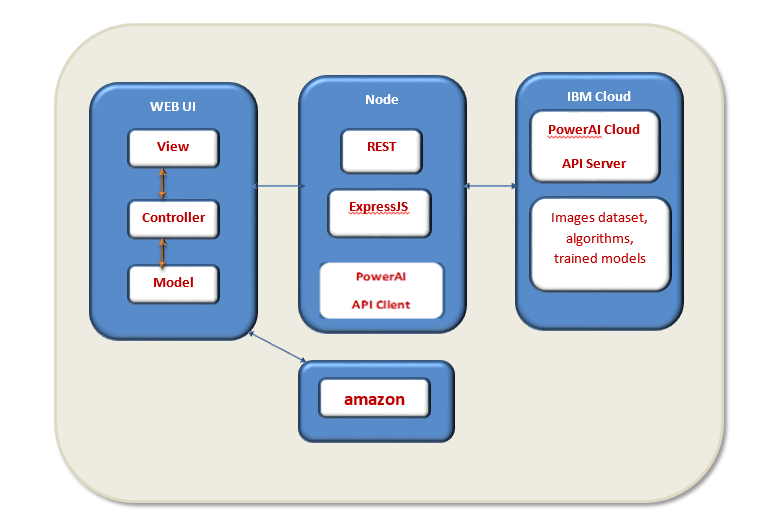 WEB UI
View
Controller
Model
Node
REST
ExpressJS
PowerAI
API Client
IBM Cloud
PowerAI Cloud
API Server
Images dataset,
algorithms,
trained models
amazon